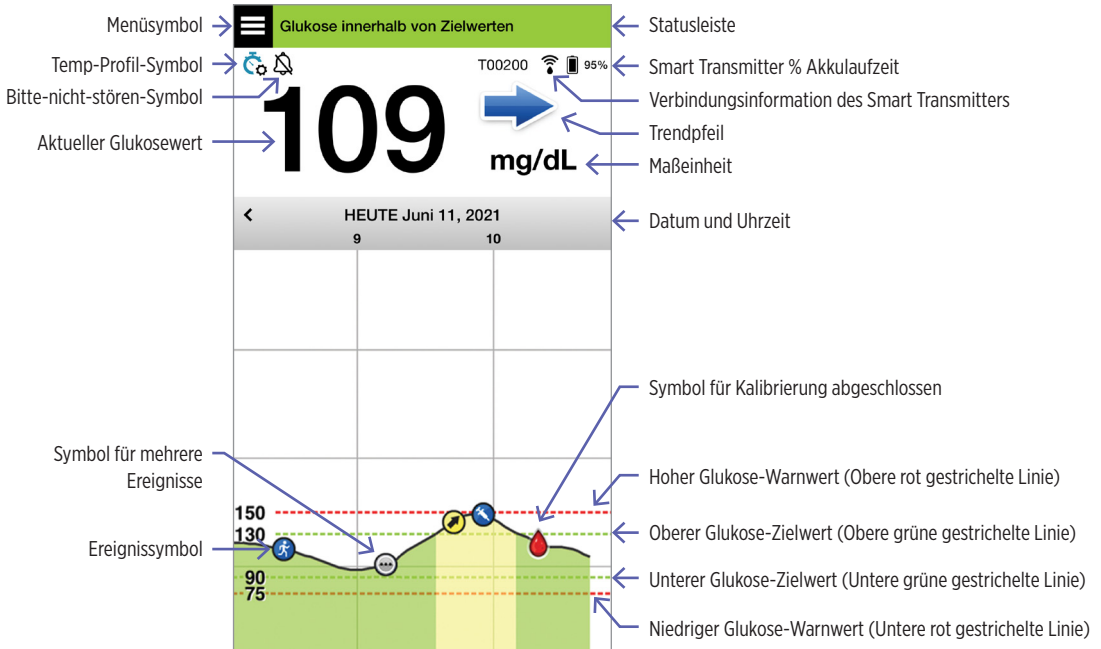 Menüsymbol
Temp-Profil-Symbol
Bitte-nicht-stören-Symbol
Aktueller Glukosewert
Symbol für mehrere
Ereignisse
Ereignissymbol
Glukose innerhalb von Zielwerten
T00200
95%
109
mg/dL
HEUTE Juni 11, 2021
9
10
150
130
90
75
Statusleiste
Smart Transmitter % Akkulaufzeit
Verbindungsinformation des Smart Transmitters
Trendpfeil
Maßeinheit
Datum und Uhrzeit
Symbol für Kalibrierung abgeschlossen
Hoher Glukose-Warnwert (Obere rot gestrichelte Linie)
Oberer Glukose-Zielwert (Obere grüne gestrichelte Linie)
Unterer Glukose-Zielwert (Untere grüne gestrichelte Linie)
Niedriger Glukose-Warnwert (Untere rot gestrichelte Linie)